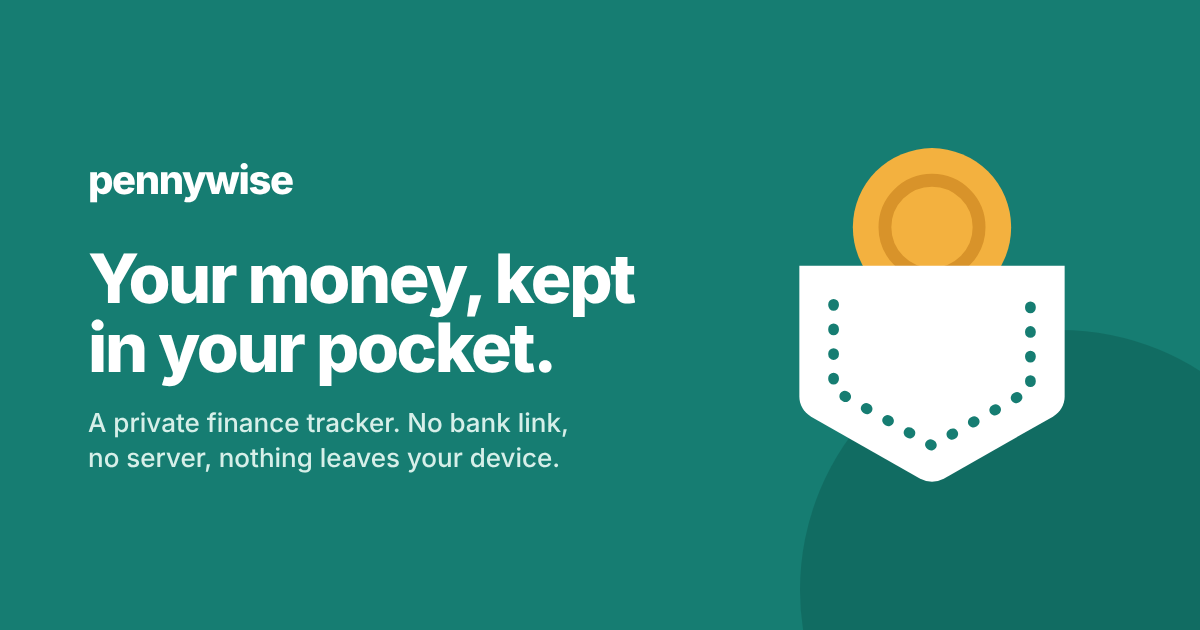 pennywise
Your money, kept
in your pocket.
A private finance tracker. No bank link,
no server, nothing leaves your device.